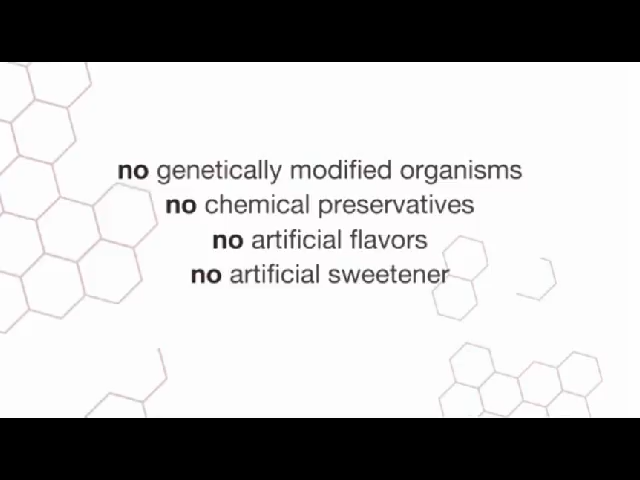 no genetically modified organisms
no chemical preservatives
no artificial flavors
no artificial sweetener